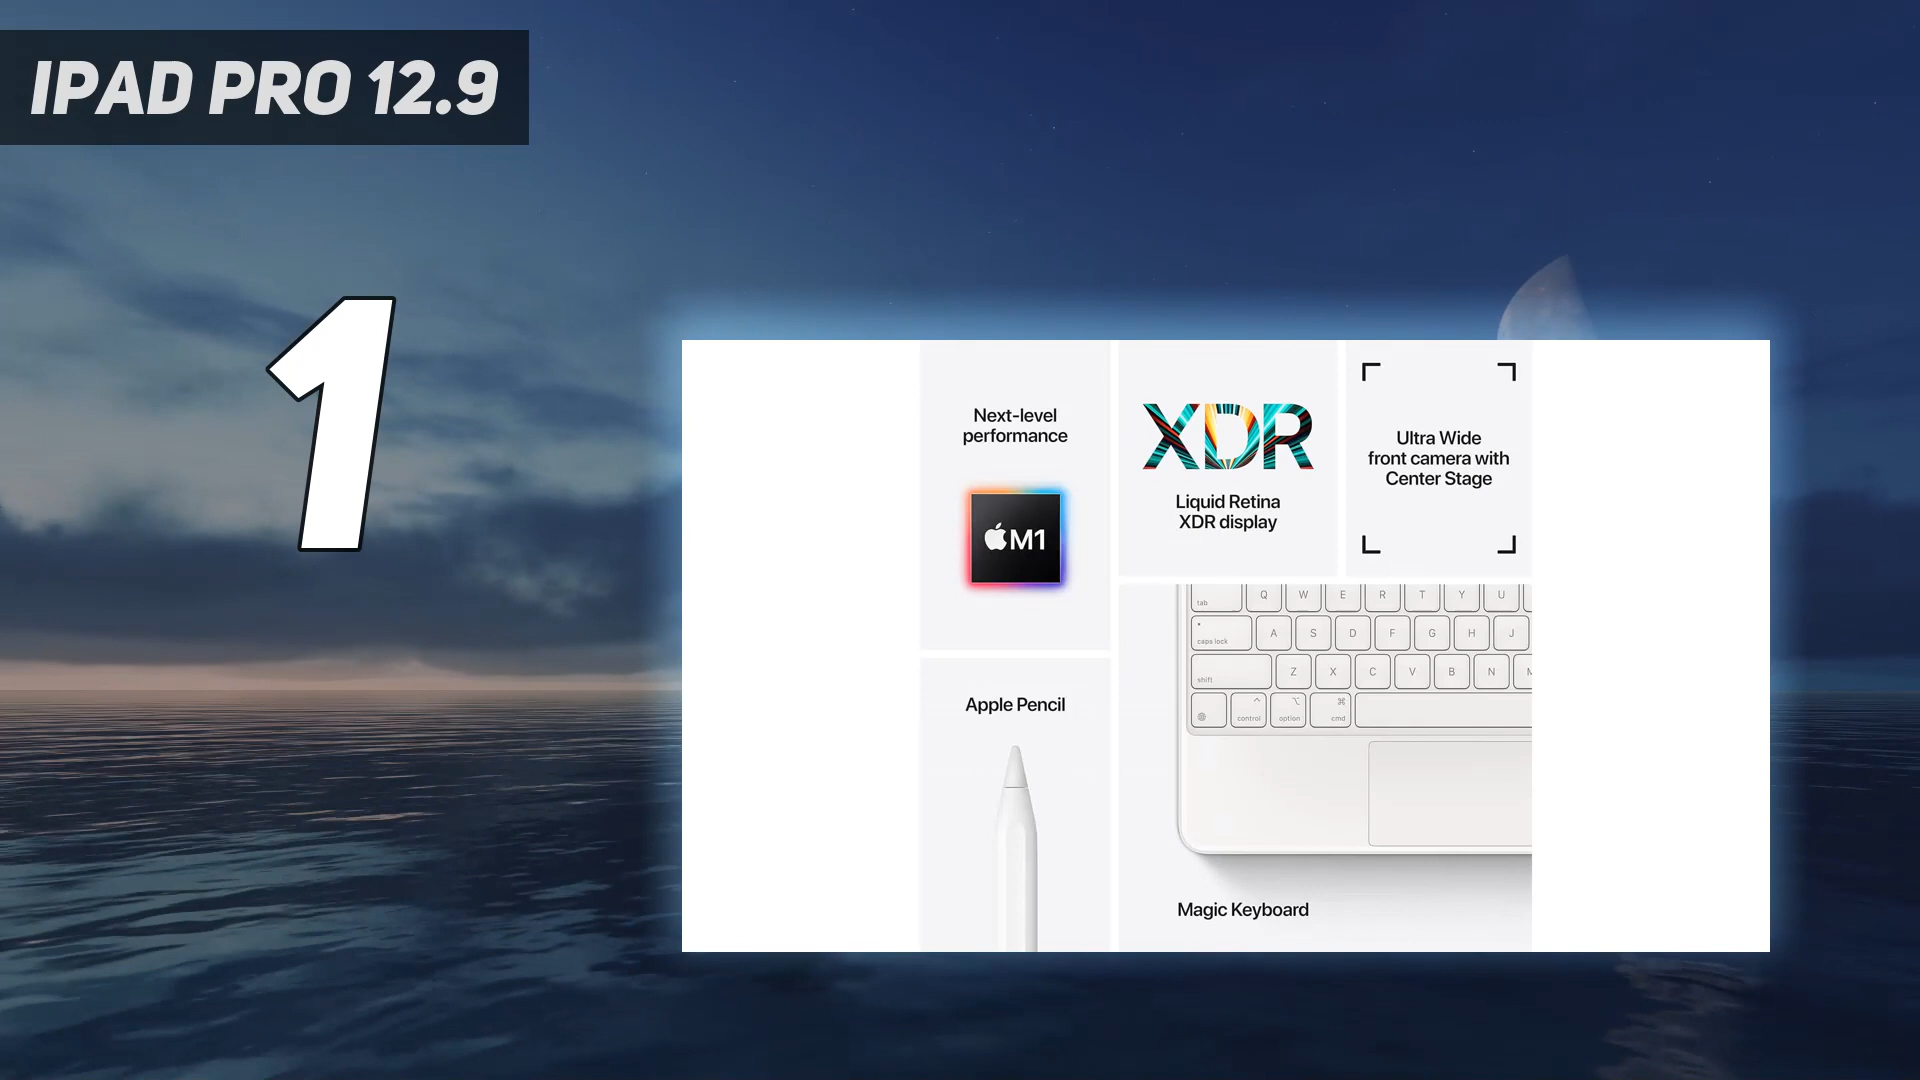 IPAD PRO 12.9
1
Next-level
performance
M1
XDR
Liquid Retina
XDR display
Ultra Wide
front camera with
Center Stage
tab Q W E R T Y U
caps lock A S D F G H J
shift Z X C V B N M
control option cmd
Apple Pencil
Magic Keyboard